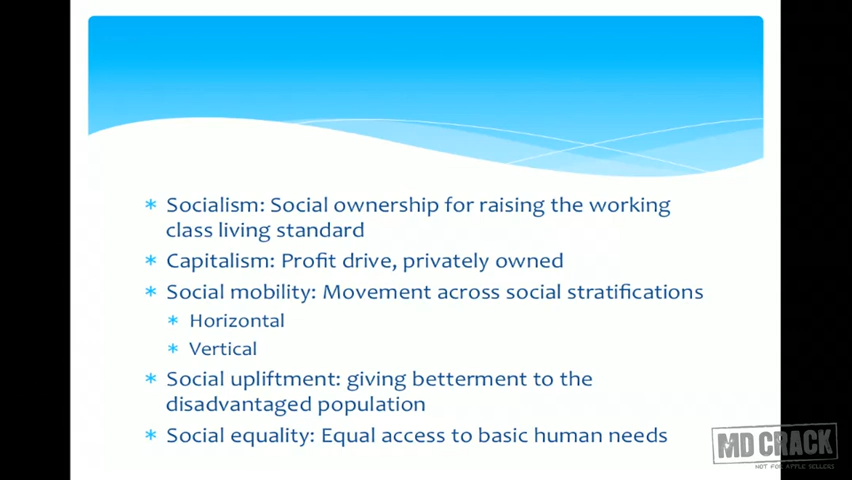 * Socialism: Social ownership for raising the working
class living standard
* Capitalism: Profit drive, privately owned
* Social mobility: Movement across social stratifications
* Horizontal
* Vertical
* Social upliftment: giving betterment to the
disadvantaged population
* Social equality: Equal access to basic human needs
MD CRACK
NOT FOR APPLE SELLERS